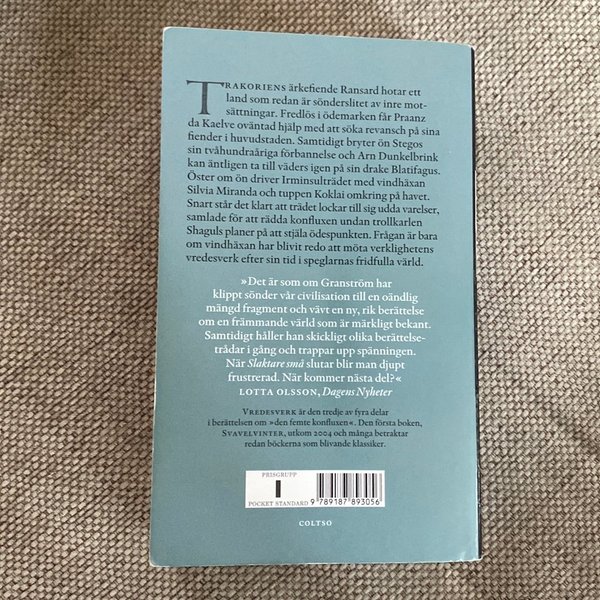 TRAKORIENS ärkefiende Ransard hotar ett
land som redan är sönderslitet av inre mot-
sättningar. Fredlös i ödemarken får Praanz
da Kaelve oväntad hjälp med att söka revansch på sina
fiender i huvudstaden. Samtidigt bryter ön Stegos
sin tvåhundraåriga förbannelse och Arn Dunkelbrink
kan äntligen ta till väders igen på sin drake Blatifagus.
Öster om ön driver Irminsulträdet med vindhäxan
Silvia Miranda och tuppen Koklai omkring på havet.
Snart står det klart att trädet lockar till sig udda varelser,
samlade för att rädda konfluxen undan trollkarlen
Shaguls planer på att stjäla ödespunkten. Frågan är bara
om vindhäxan har blivit redo att möta verklighetens
vredesverk efter sin tid i speglarnas fridfulla värld.
»Det är som om Granström har
klippt sönder vår civilisation till en oändlig
mängd fragment och vävt en ny, rik berättelse
om en främmande värld som är märkligt bekant.
Samtidigt håller han skickligt olika berättelse-
trådar i gång och trappar upp spänningen.
När Slaktare små slutar blir man djupt
frustrerad. När kommer nästa del?«
LOTTA OLSSON, Dagens Nyheter
VREDESVERK är den tredje av fyra delar
i berättelsen om »den femte konfluxen«. Den första boken,
SVAVELVINTER, utkom 2004 och många betraktar
redan böckerna som blivande klassiker.
PRISGRUPP
I
POCKET STANDARD
9 789187 893056
COLTSO